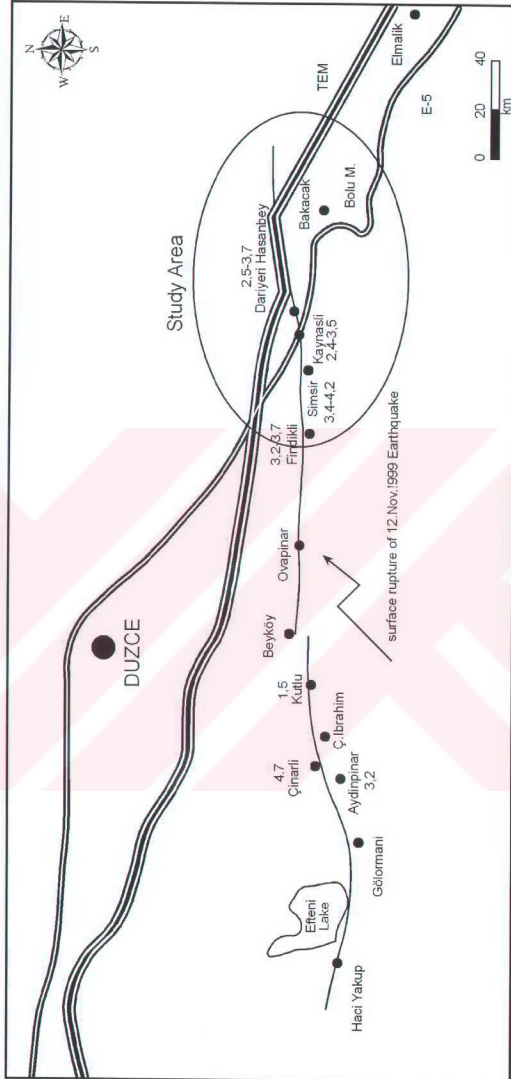 N
E
W
S
Study Area
TEM
Elmalik
E-5
0 20 40
km
Bolu M.
Bakacak
2,5-3,7
Dariyeri Hasanbey
Kaynasli
2,4-3,5
Simsir
3,4-4,2
3,2-3,7
Findikli
Ovapinar
surface rupture of 12.Nov.!999 Earthquake
DUZCE
Beyköy
1,5
Kutlu
Ç.Ibrahim
4.7
Çinarli
Aydinpinar
3,2
Gölormani
Efteni
Lake
Haci Yakup